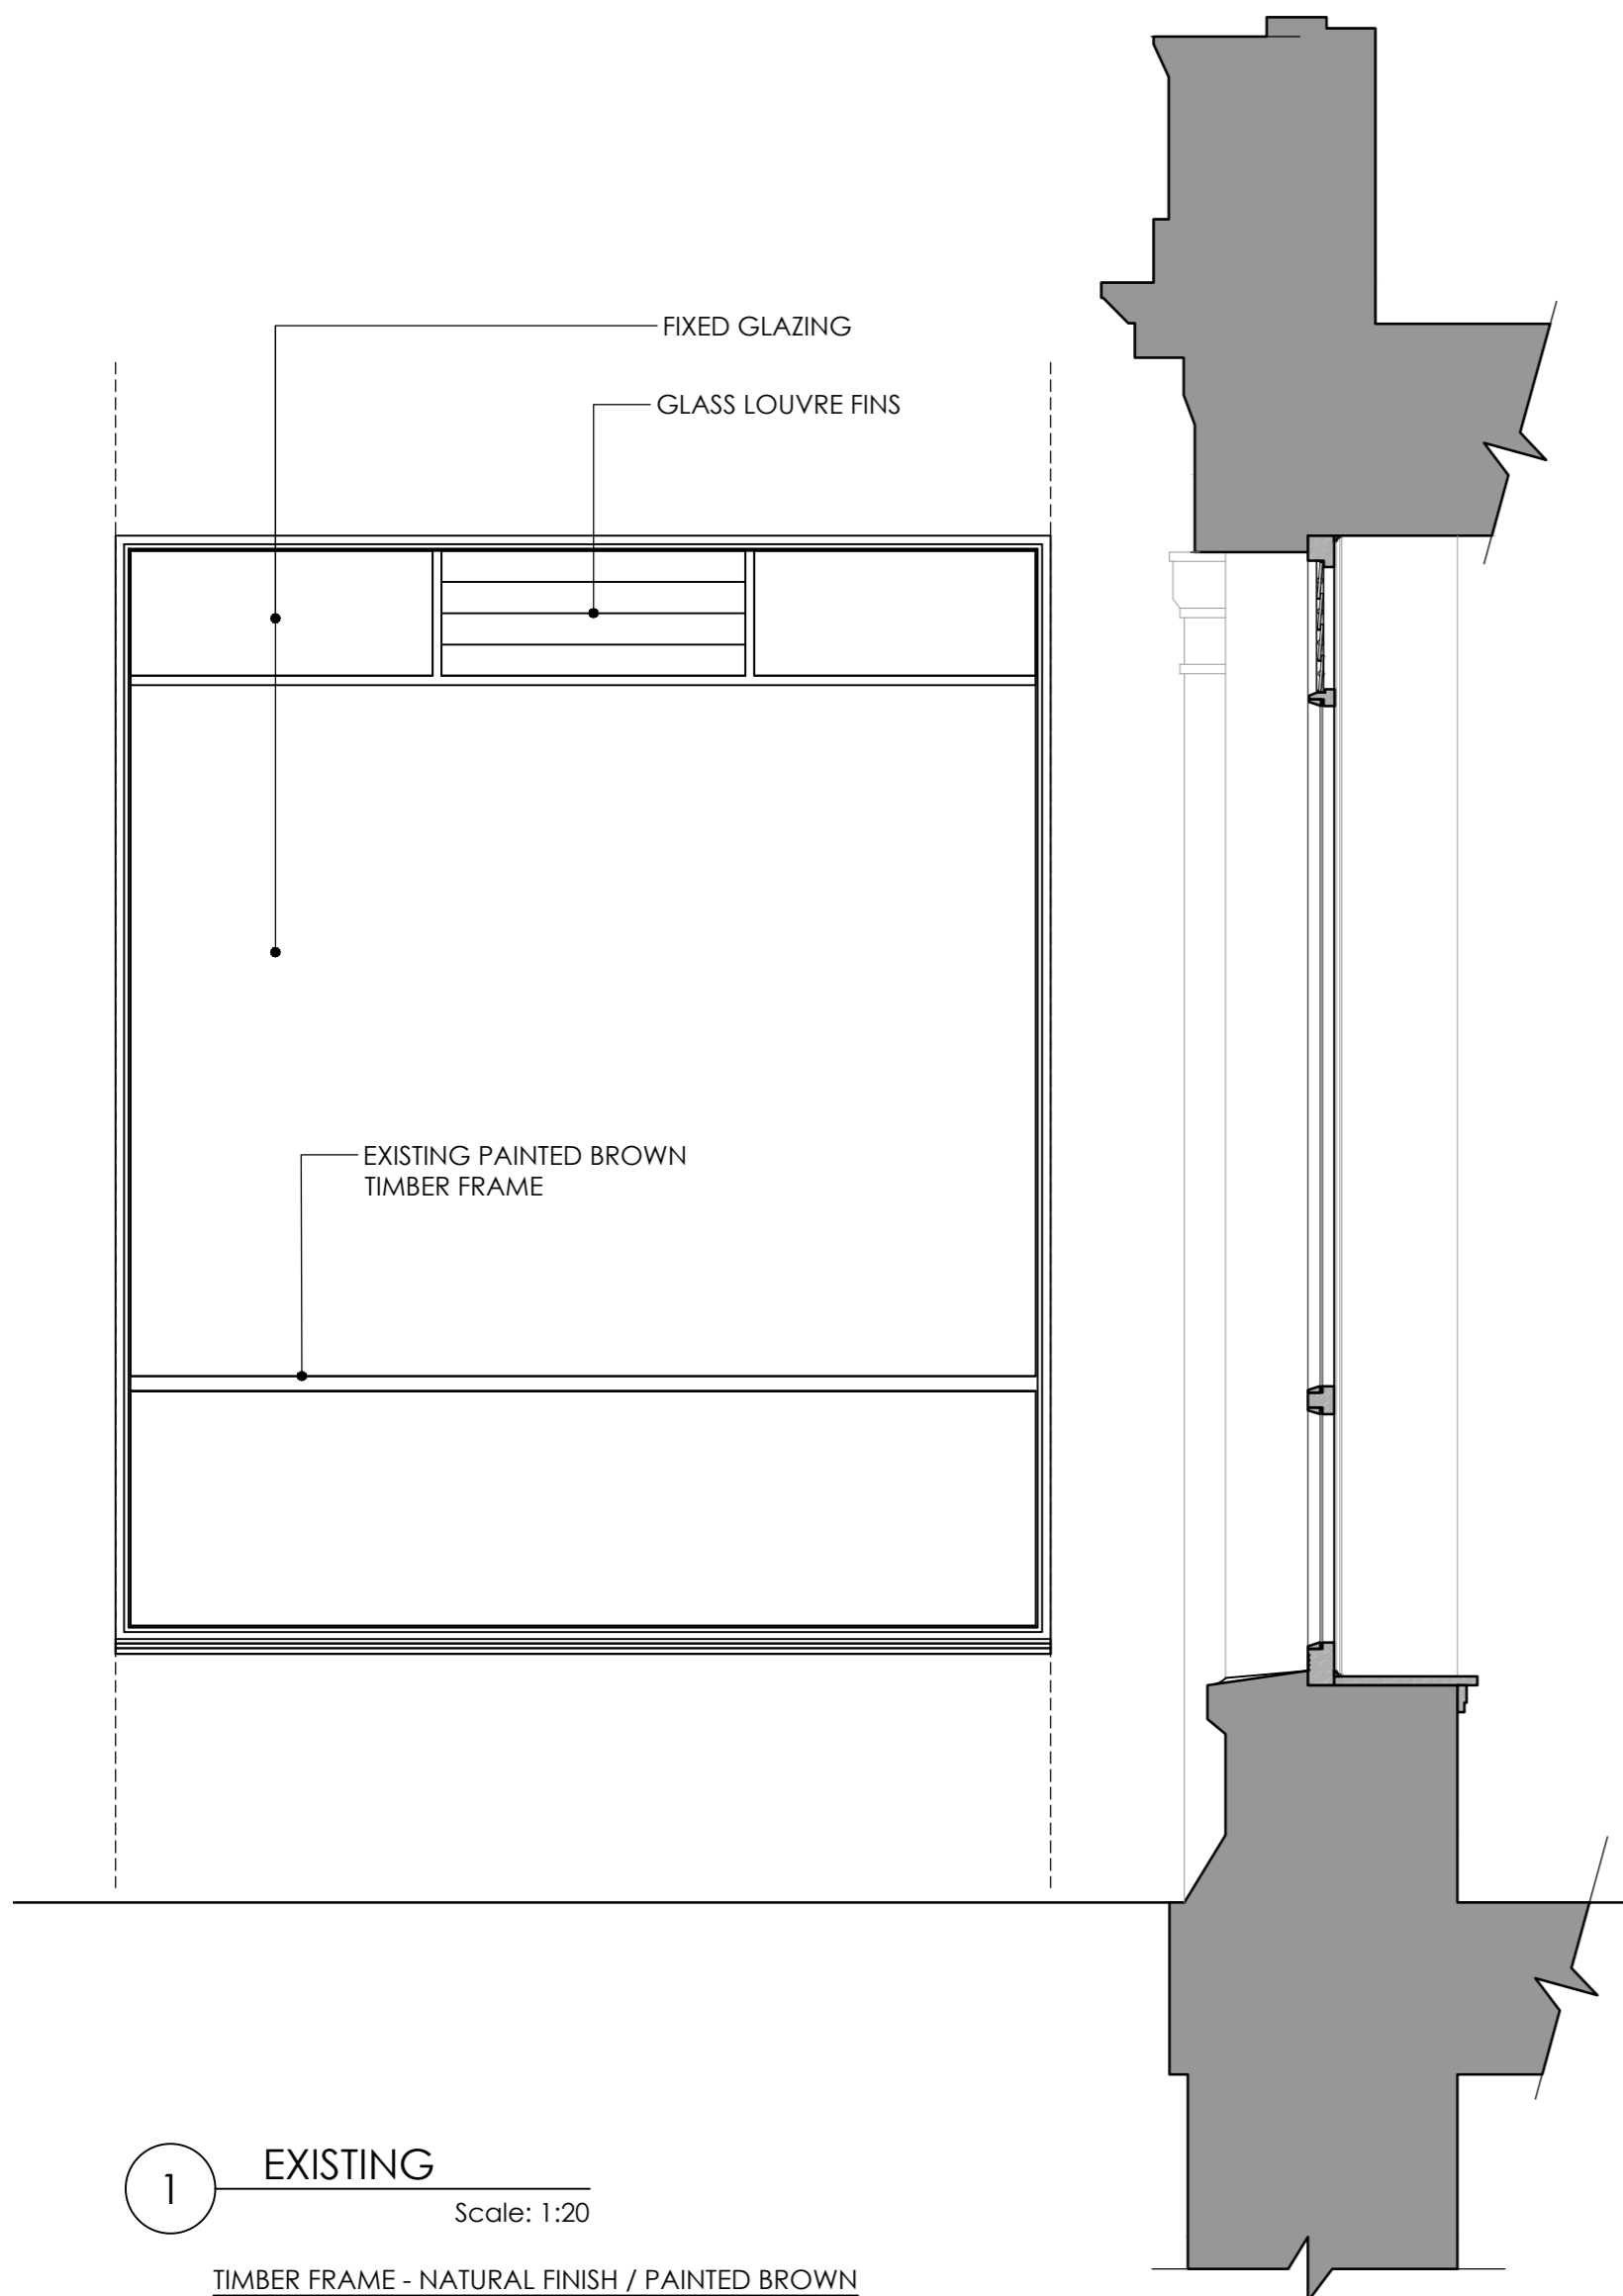 FIXED GLAZING
GLASS LOUVRE FINS
EXISTING PAINTED BROWN
TIMBER FRAME
1
EXISTING
Scale: 1:20
TIMBER FRAME - NATURAL FINISH / PAINTED BROWN